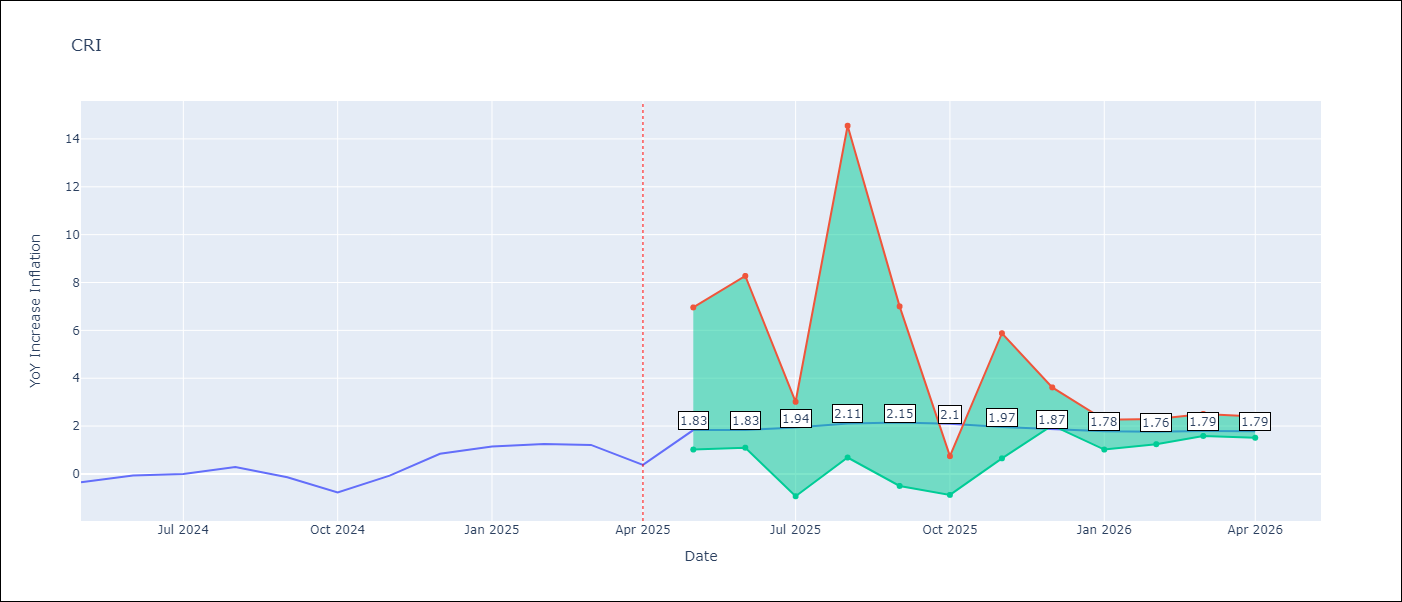 CRI
YoY Increase Inflation
14
12
10
8
6
4
2
0
1.83
1.83
1.94
2.11
2.15
2.1
1.97
1.87
1.78
1.76
1.79
1.79
Jul 2024
Oct 2024
Jan 2025
Apr 2025
Jul 2025
Oct 2025
Jan 2026
Apr 2026
Date